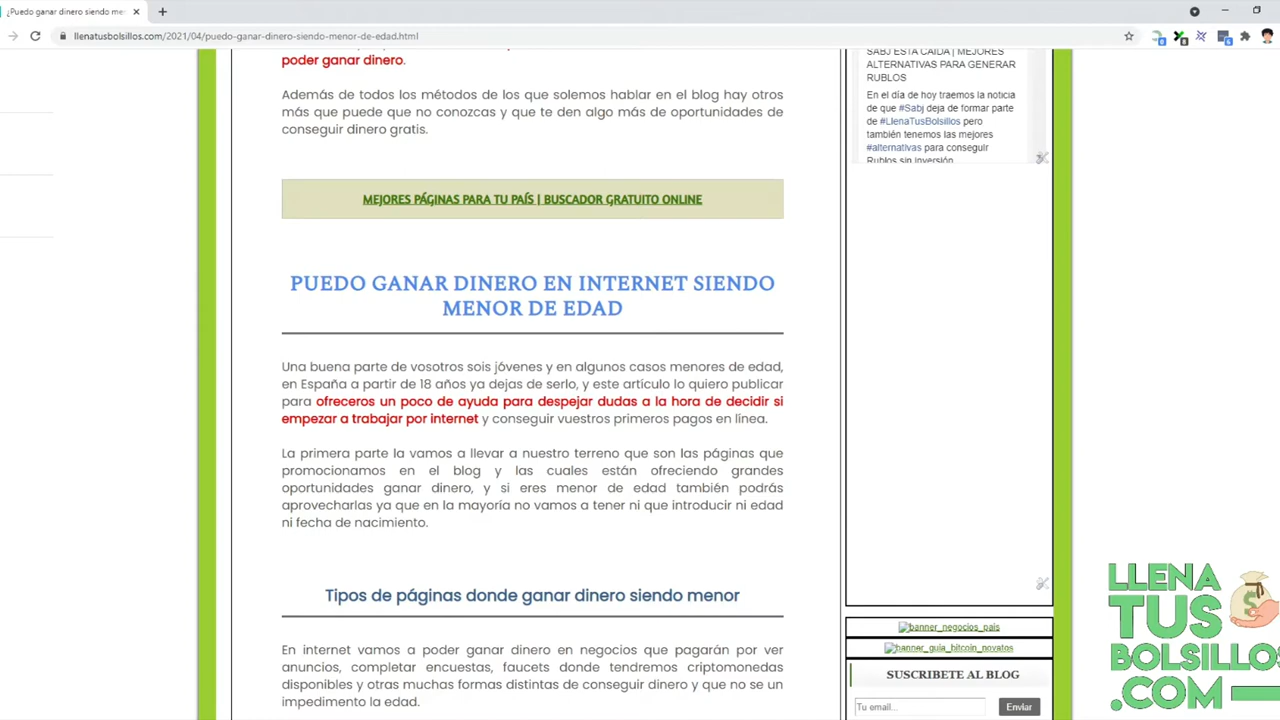 ¿Puedo ganar dinero siendo me
llenatusbolsillos.com/2021/04/puedo-ganar-dinero-siendo-menor-de-edad.html
poder ganar dinero.
Además de todos los métodos de los que solemos hablar en el blog hay otros
más que puede que no conozcas y que te den algo más de oportunidades de
conseguir dinero gratis.
MEJORES PÁGINAS PARA TU PAÍS | BUSCADOR GRATUITO ONLINE
PUEDO GANAR DINERO EN INTERNET SIENDO
MENOR DE EDAD
Una buena parte de vosotros sois jóvenes y en algunos casos menores de edad,
en España a partir de 18 años ya dejas de serlo, y este artículo lo quiero publicar
para ofreceros un poco de ayuda para despejar dudas a la hora de decidir si
empezar a trabajar por internet y conseguir vuestros primeros pagos en línea.
La primera parte la vamos a llevar a nuestro terreno que son las páginas que
promocionamos en el blog y las cuales están ofreciendo grandes
oportunidades ganar dinero, y si eres menor de edad también podrás
aprovecharlas ya que en la mayoría no vamos a tener ni que introducir ni edad
ni fecha de nacimiento.
Tipos de páginas donde ganar dinero siendo menor
En internet vamos a poder ganar dinero en negocios que pagarán por ver
anuncios, completar encuestas, faucets donde tendremos criptomonedas
disponibles y otras muchas formas distintas de conseguir dinero y que no se un
impedimento la edad.
SABJ ESTÁ CAÍDA | MEJORES
ALTERNATIVAS PARA GENERAR
RUBLOS
En el día de hoy traemos la noticia
de que #Sabj deja de formar parte
de #LlenaTusBolsillos pero
también tenemos las mejores
#alternativas para conseguir
Rublos sin inversión
banner_negocios_pais
banner_guia_bitcoin_novatos
SUSCRIBETE AL BLOG
Tu email...
Enviar
LLENA
TUS
BOLSILLOS
.COM